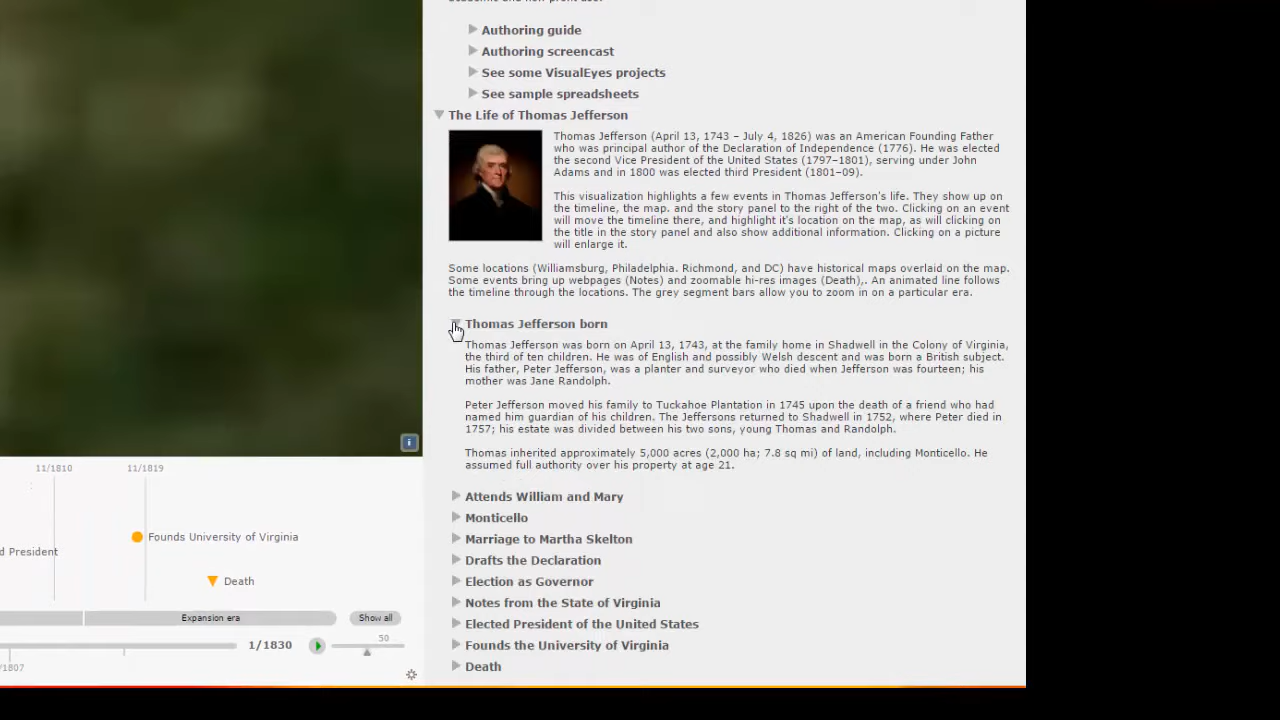 Authoring guide
Authoring screencast
See some VisualEyes projects
See sample spreadsheets
The Life of Thomas Jefferson
Thomas Jefferson (April 13, 1743 – July 4, 1826) was an American Founding Father
who was principal author of the Declaration of Independence (1776). He was elected
the second Vice President of the United States (1797–1801), serving under John
Adams and in 1800 was elected third President (1801–09).
This visualization highlights a few events in Thomas Jefferson's life. They show up on
the timeline, the map. and the story panel to the right of the two. Clicking on an event
will move the timeline there, and highlight it's location on the map, as will clicking on
the title in the story panel and also show additional information. Clicking on a picture
will enlarge it.
Some locations (Williamsburg, Philadelphia. Richmond, and DC) have historical maps overlaid on the map.
Some events bring up webpages (Notes) and zoomable hi-res images (Death),. An animated line follows
the timeline through the locations. The grey segment bars allow you to zoom in on a particular era.
Thomas Jefferson born
Thomas Jefferson was born on April 13, 1743, at the family home in Shadwell in the Colony of Virginia,
the third of ten children. He was of English and possibly Welsh descent and was born a British subject.
His father, Peter Jefferson, was a planter and surveyor who died when Jefferson was fourteen; his
mother was Jane Randolph.
Peter Jefferson moved his family to Tuckahoe Plantation in 1745 upon the death of a friend who had
named him guardian of his children. The Jeffersons returned to Shadwell in 1752, where Peter died in
1757; his estate was divided between his two sons, young Thomas and Randolph.
Thomas inherited approximately 5,000 acres (2,000 ha; 7.8 sq mi) of land, including Monticello. He
assumed full authority over his property at age 21.
Attends William and Mary
Monticello
Marriage to Martha Skelton
Drafts the Declaration
Election as Governor
Notes from the State of Virginia
Elected President of the United States
Founds the University of Virginia
Death
i
11/1810 11/1819
Founds University of Virginia
d President
Death
Expansion era Show all
1/1830 50
/1807